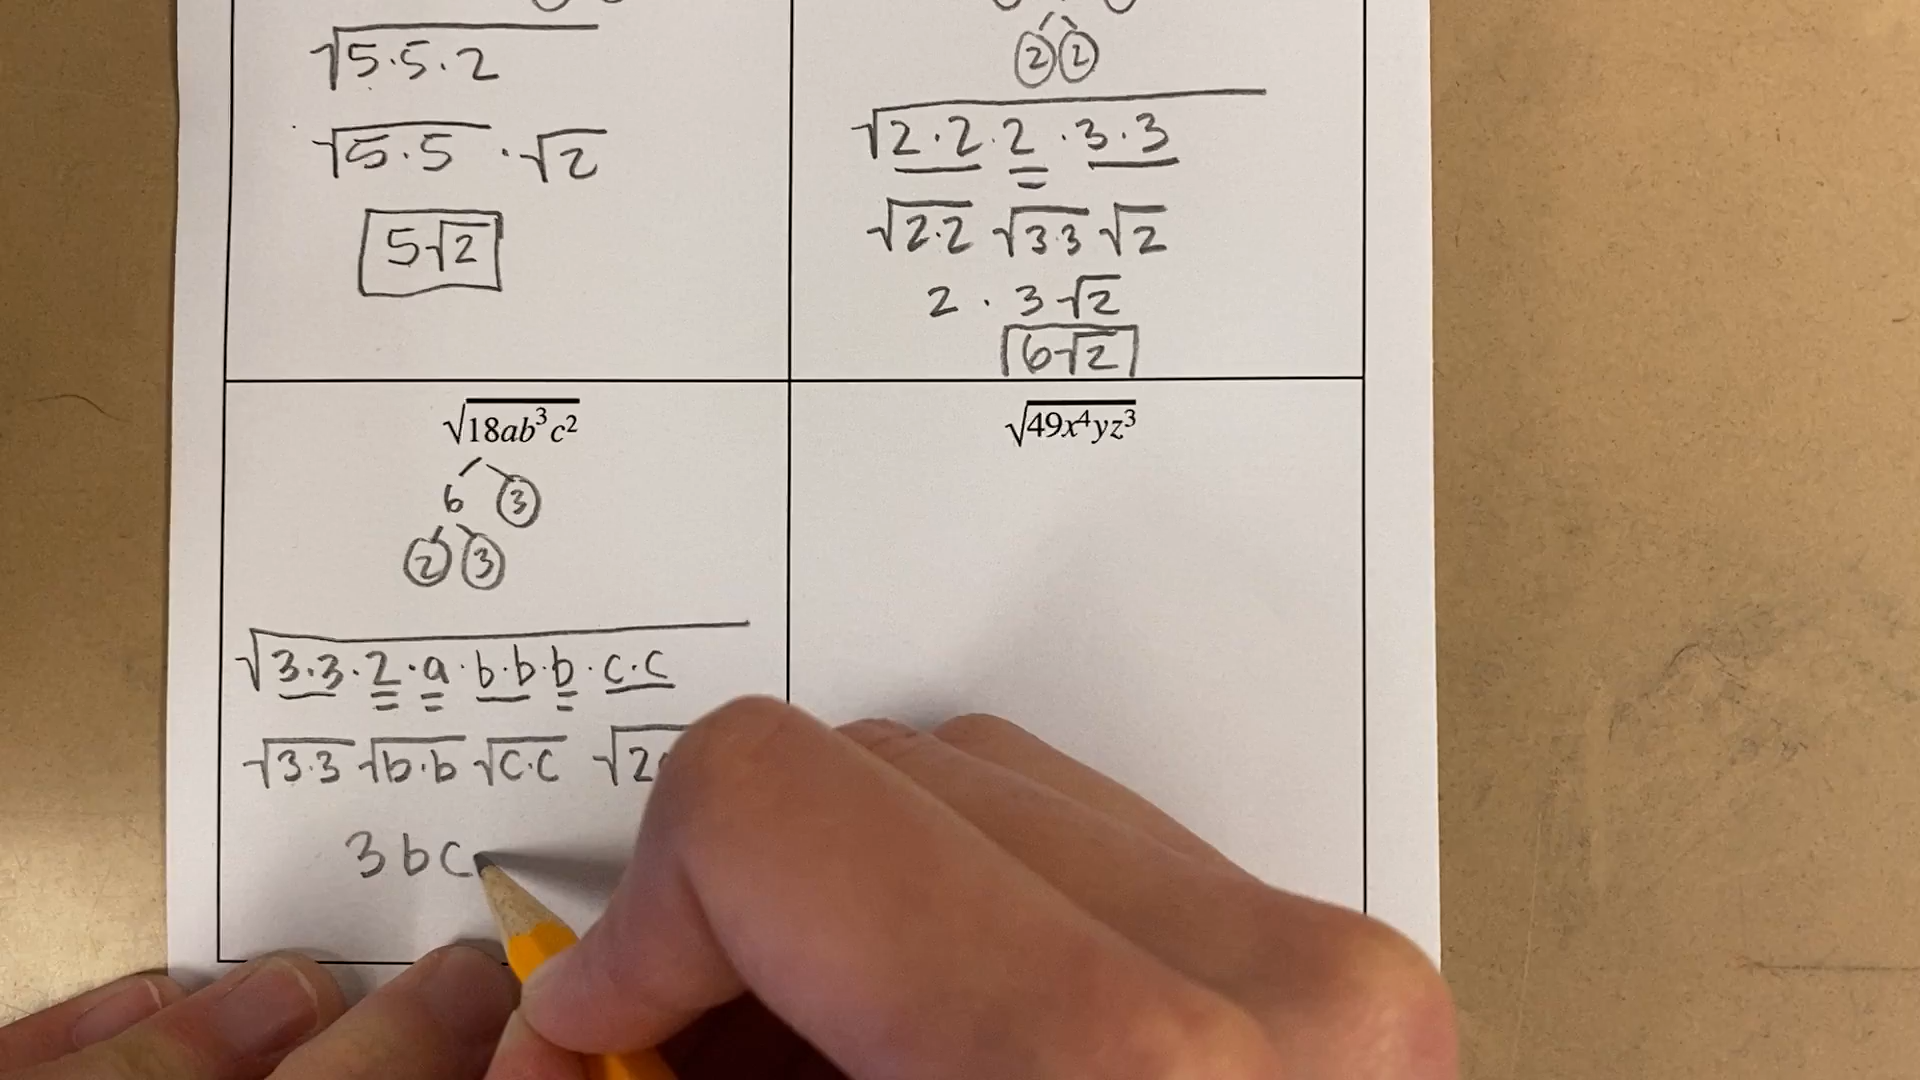 √5·5·2
√5·5 · √2
5√2
2 2
√2·2·2·3·3
√2·2 √3·3 √2
2 · 3√2
6√2
√18ab³c²
6 3
2 3
√3·3·2·a·b·b·b·c·c
√3·3 √b·b √c·c √2
3bc
√49x⁴yz³